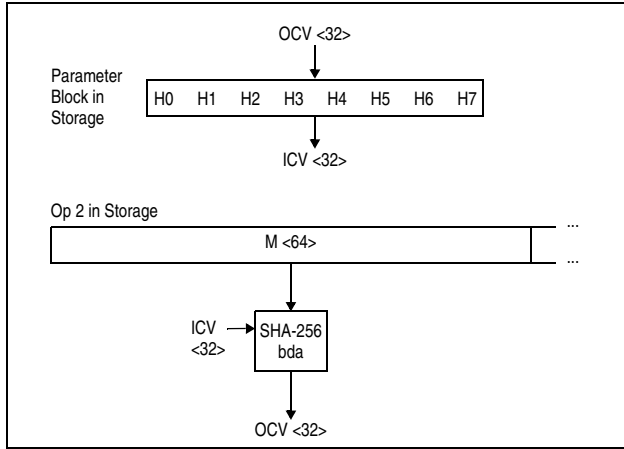 OCV <32>
Parameter
Block in
Storage
H0 H1 H2 H3 H4 H5 H6 H7
ICV <32>
Op 2 in Storage
M <64>
...
...
ICV
<32>
SHA-256
bda
OCV <32>